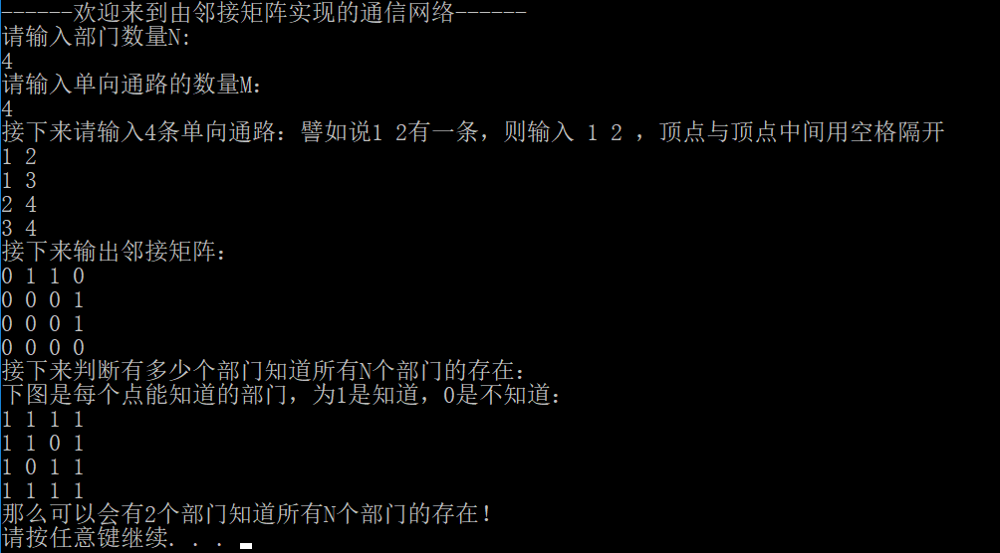 ------欢迎来到由邻接矩阵实现的通信网络------
请输入部门数量N:
4
请输入单向通路的数量M：
4
接下来请输入4条单向通路：譬如说1 2有一条，则输入 1 2 ，顶点与顶点中间用空格隔开
1 2
1 3
2 4
3 4
接下来输出邻接矩阵：
0 1 1 0
0 0 0 1
0 0 0 1
0 0 0 0
接下来判断有多少个部门知道所有N个部门的存在：
下图是每个点能知道的部门，为1是知道，0是不知道：
1 1 1 1
1 1 0 1
1 0 1 1
1 1 1 1
那么可以会有2个部门知道所有N个部门的存在！
请按任意键继续. . .